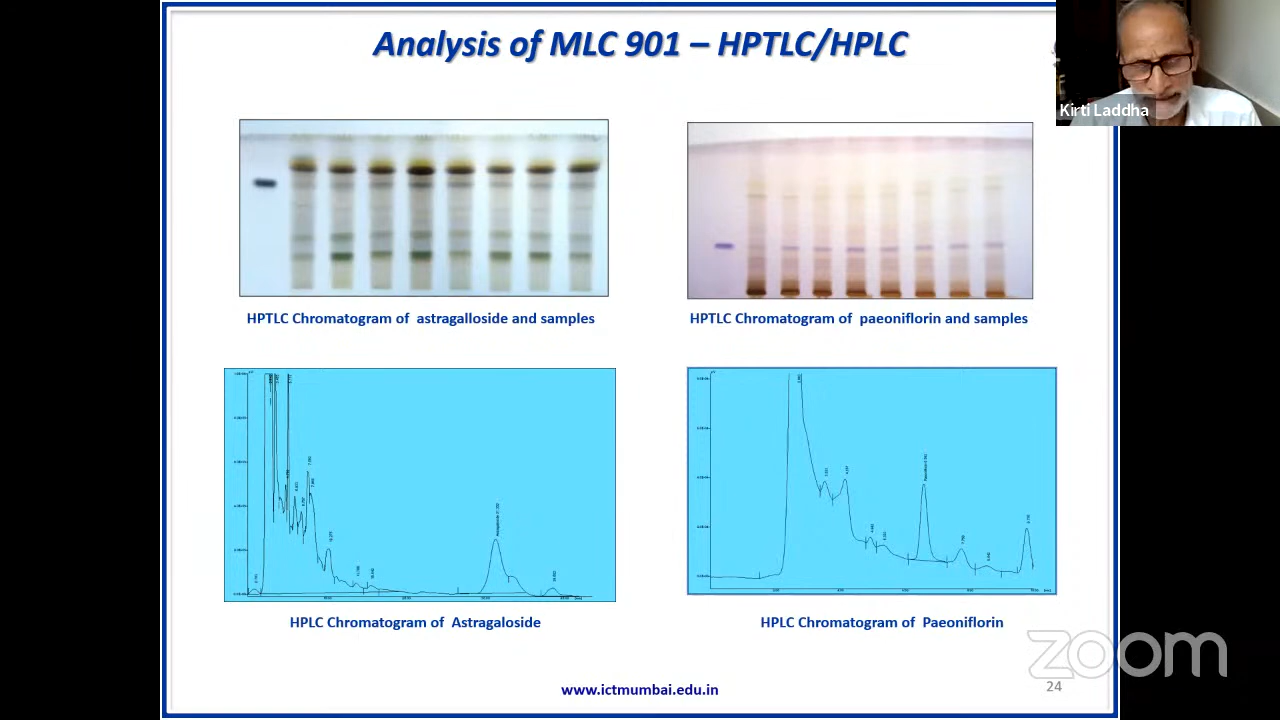 Analysis of MLC 901 – HPTLC/HPLC
Kirti Laddha
HPTLC Chromatogram of astragalloside and samples
HPTLC Chromatogram of paeoniflorin and samples
HPLC Chromatogram of Astragaloside
HPLC Chromatogram of Paeoniflorin
zoom
www.ictmumbai.edu.in
24